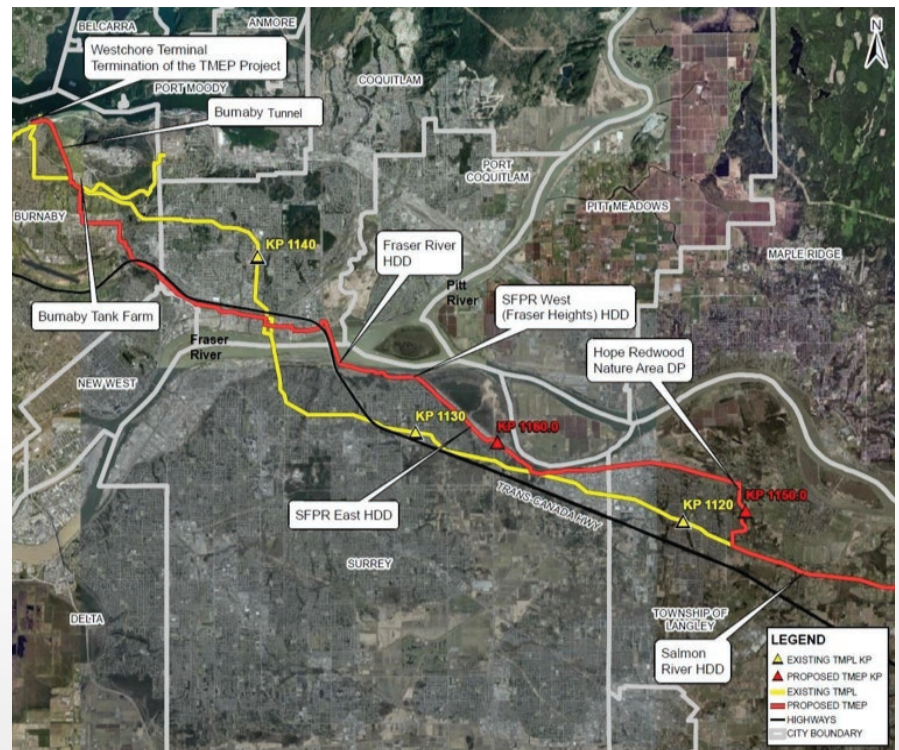 BELCARRA
ANMORE
N
Westchore Terminal
Termination of the TMEP Project
PORT MOODY
COQUITLAM
Burnaby Tunnel
PORT
COQUITLAM
PITT MEADOWS
BURNABY
KP 1140
Fraser River
HDD
MAPLE RIDGE
Pitt
River
SFPR West
(Fraser Heights) HDD
Burnaby Tank Farm
Fraser
River
Hope Redwood
Nature Area DP
NEW WEST
KP 1130
KP 1160.0
TRANS-CANADA HWY
KP 1120
KP 1150.0
SFPR East HDD
SURREY
DELTA
TOWNSHIP OF
LANGLEY
Salmon
River HDD
LEGEND
EXISTING TMPL KP
PROPOSED TMEP KP
EXISTING TMPL
PROPOSED TMEP
HIGHWAYS
CITY BOUNDARY